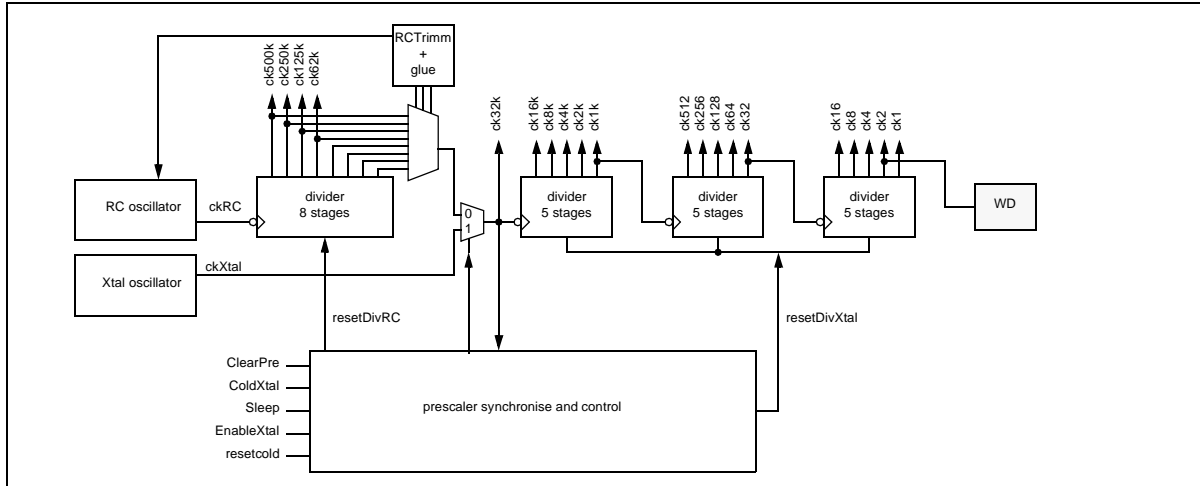 RCTrimm
+
glue
ck500k
ck250k
ck125k
ck62k
ck32k
ck16k
ck8k
ck4k
ck2k
ck1k
ck512
ck256
ck128
ck64
ck32
ck16
ck8
ck4
ck2
ck1
RC oscillator
ckRC
divider
8 stages
0
1
divider
5 stages
divider
5 stages
divider
5 stages
WD
Xtal oscillator
ckXtal
resetDivRC
resetDivXtal
ClearPre
ColdXtal
Sleep
EnableXtal
resetcold
prescaler synchronise and control